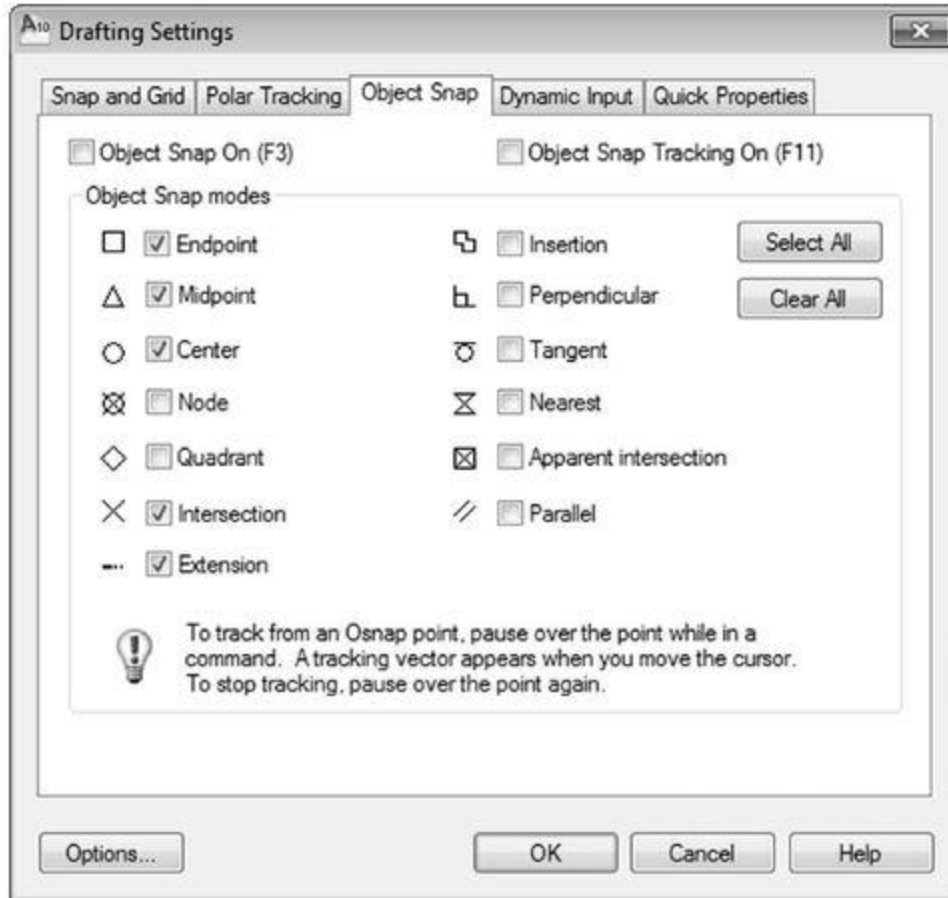 A10 Drafting Settings
Snap and Grid Polar Tracking Object Snap Dynamic Input Quick Properties
Object Snap On (F3) Object Snap Tracking On (F11)
Object Snap modes
Endpoint Insertion Select All
Midpoint Perpendicular Clear All
Center Tangent
Node Nearest
Quadrant Apparent intersection
Intersection Parallel
Extension
To track from an Osnap point, pause over the point while in a
command. A tracking vector appears when you move the cursor.
To stop tracking, pause over the point again.
Options... OK Cancel Help